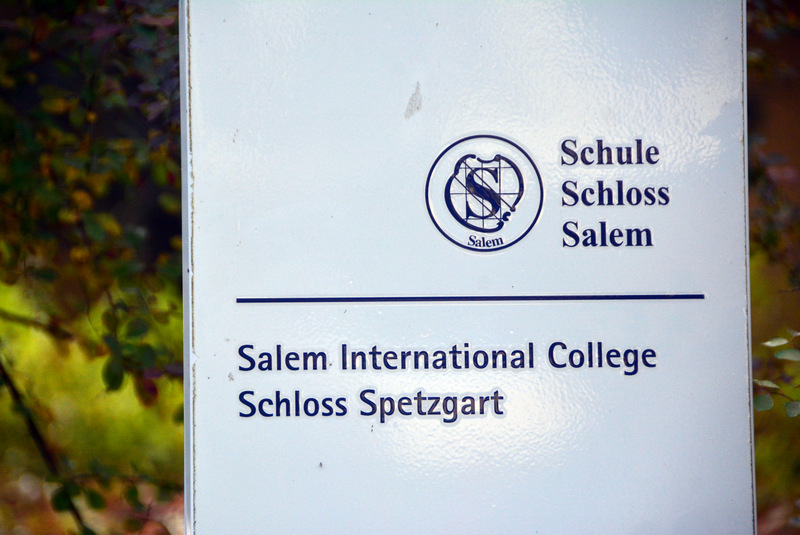 Schule
Schloss
Salem
S
Salem
Salem International College
Schloss Spetzgart